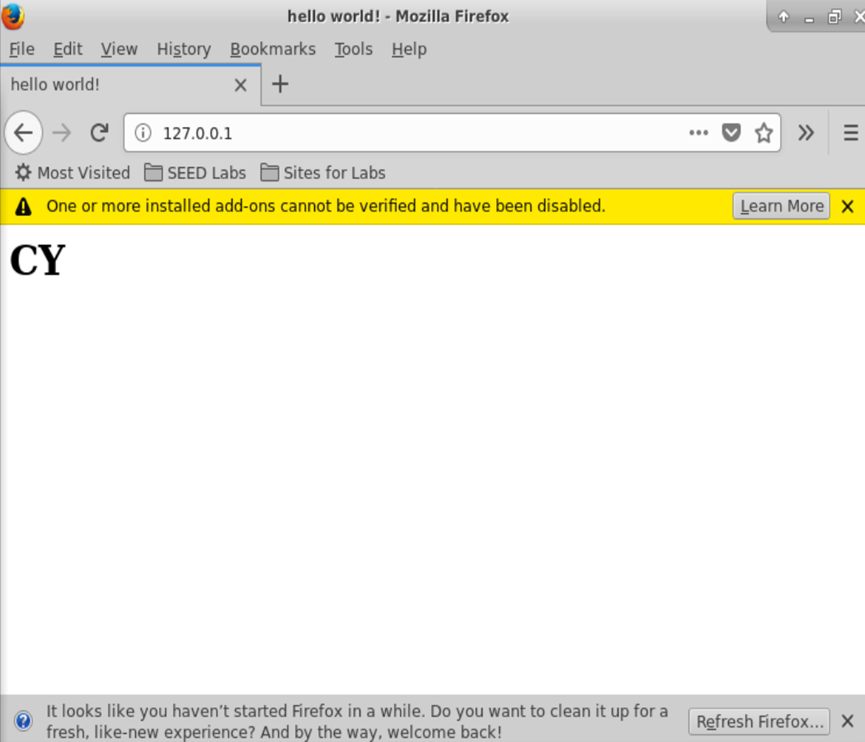 hello world! - Mozilla Firefox
File Edit View History Bookmarks Tools Help
hello world!
127.0.0.1
Most Visited SEED Labs Sites for Labs
One or more installed add-ons cannot be verified and have been disabled. Learn More
CY
It looks like you haven’t started Firefox in a while. Do you want to clean it up for a
fresh, like-new experience? And by the way, welcome back!
Refresh Firefox...